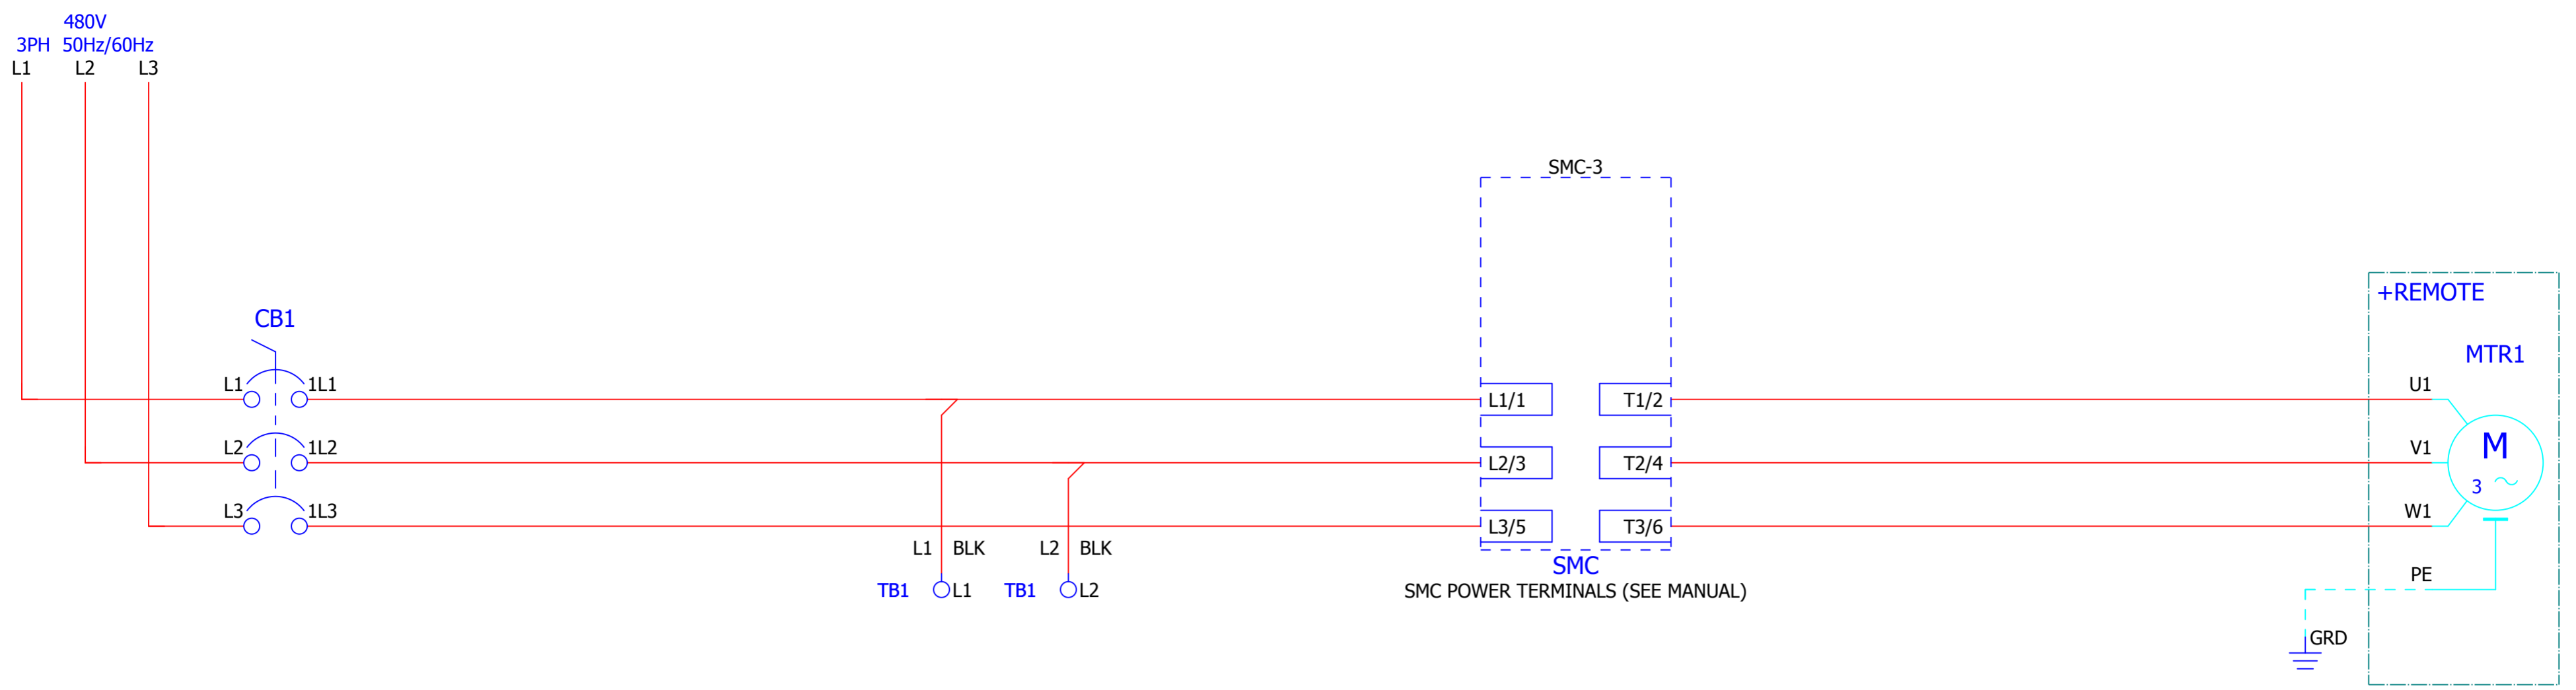 480V
3PH 50Hz/60Hz
L1 L2 L3
SMC-3
+REMOTE
CB1
MTR1
L1 1L1 L1/1 T1/2 U1
L2 1L2 L2/3 T2/4 V1
M
3
L3 1L3 L3/5 T3/6 W1
L1 BLK L2 BLK
SMC
PE
TB1 L1 TB1 L2
SMC POWER TERMINALS (SEE MANUAL)
GRD